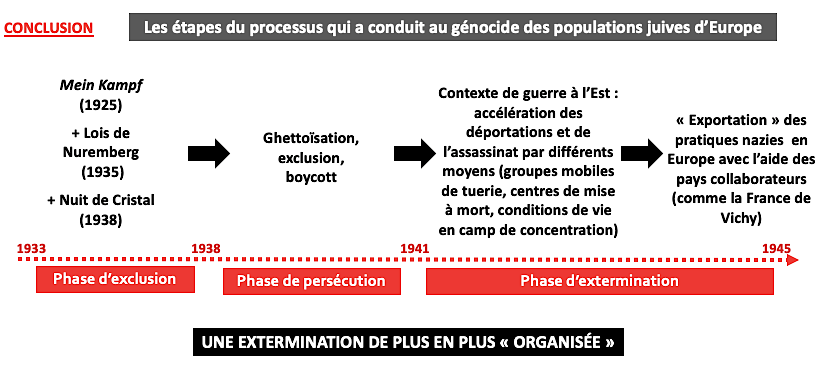 CONCLUSION
Les étapes du processus qui a conduit au génocide des populations juives d’Europe
Mein Kampf
(1925)
+ Lois de
Nuremberg
(1935)
+ Nuit de Cristal
(1938)
Ghettoïsation,
exclusion,
boycott
Contexte de guerre à l’Est :
accélération des
déportations et de
l’assassinat par différents
moyens (groupes mobiles
de tuerie, centres de mise
à mort, conditions de vie
en camp de concentration)
« Exportation » des
pratiques nazies en
Europe avec l’aide des
pays collaborateurs
(comme la France de
Vichy)
1933
1938
1941
1945
Phase d’exclusion
Phase de persécution
Phase d’extermination
UNE EXTERMINATION DE PLUS EN PLUS « ORGANISÉE »